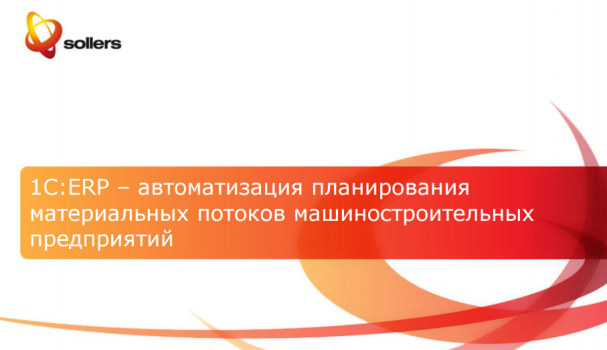 sollers
1С:ERP – автоматизация планирования
материальных потоков машиностроительных
предприятий